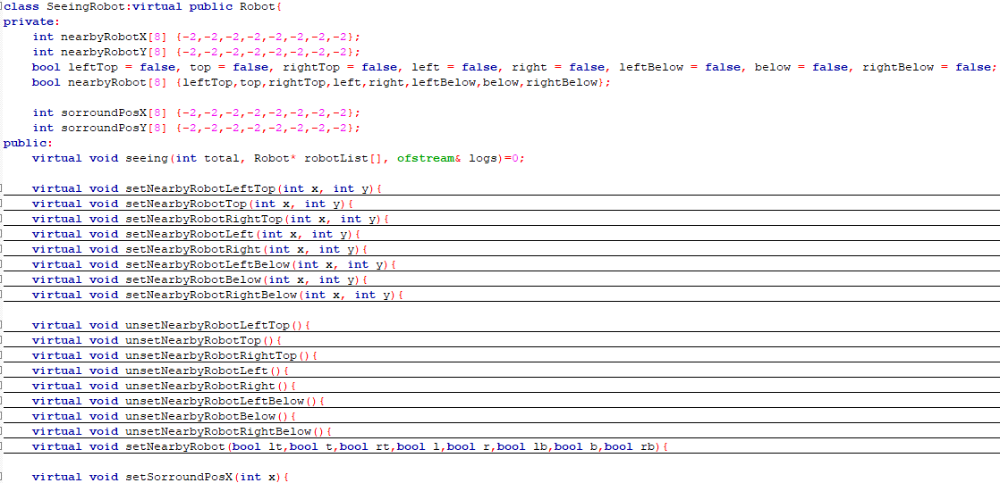 class SeeingRobot:virtual public Robot{
private:
    int nearbyRobotX[8] {-2,-2,-2,-2,-2,-2,-2,-2};
    int nearbyRobotY[8] {-2,-2,-2,-2,-2,-2,-2,-2};
    bool leftTop = false, top = false, rightTop = false, left = false, right = false, leftBelow = false, below = false, rightBelow = false;
    bool nearbyRobot[8] {leftTop,top,rightTop,left,right,leftBelow,below,rightBelow};

    int sorroundPosX[8] {-2,-2,-2,-2,-2,-2,-2,-2};
    int sorroundPosY[8] {-2,-2,-2,-2,-2,-2,-2,-2};
public:
    virtual void seeing(int total, Robot* robotList[], ofstream& logs)=0;

    virtual void setNearbyRobotLeftTop(int x, int y){
    virtual void setNearbyRobotTop(int x, int y){
    virtual void setNearbyRobotRightTop(int x, int y){
    virtual void setNearbyRobotLeft(int x, int y){
    virtual void setNearbyRobotRight(int x, int y){
    virtual void setNearbyRobotLeftBelow(int x, int y){
    virtual void setNearbyRobotBelow(int x, int y){
    virtual void setNearbyRobotRightBelow(int x, int y){

    virtual void unsetNearbyRobotLeftTop(){
    virtual void unsetNearbyRobotTop(){
    virtual void unsetNearbyRobotRightTop(){
    virtual void unsetNearbyRobotLeft(){
    virtual void unsetNearbyRobotRight(){
    virtual void unsetNearbyRobotLeftBelow(){
    virtual void unsetNearbyRobotBelow(){
    virtual void unsetNearbyRobotRightBelow(){
    virtual void setNearbyRobot(bool lt,bool t,bool rt,bool l,bool r,bool lb,bool b,bool rb){

    virtual void setSorroundPosX(int x){